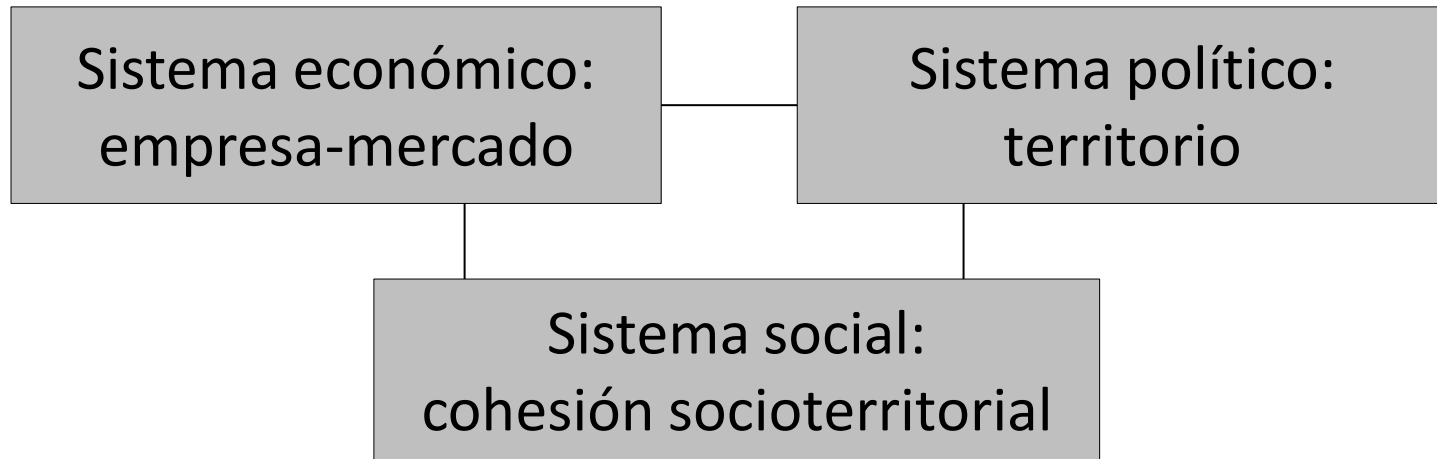 Sistema económico:
empresa-mercado
Sistema político:
territorio
Sistema social:
cohesión socioterritorial